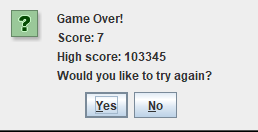 Game Over!
Score: 7
High score: 103345
Would you like to try again?
Yes No